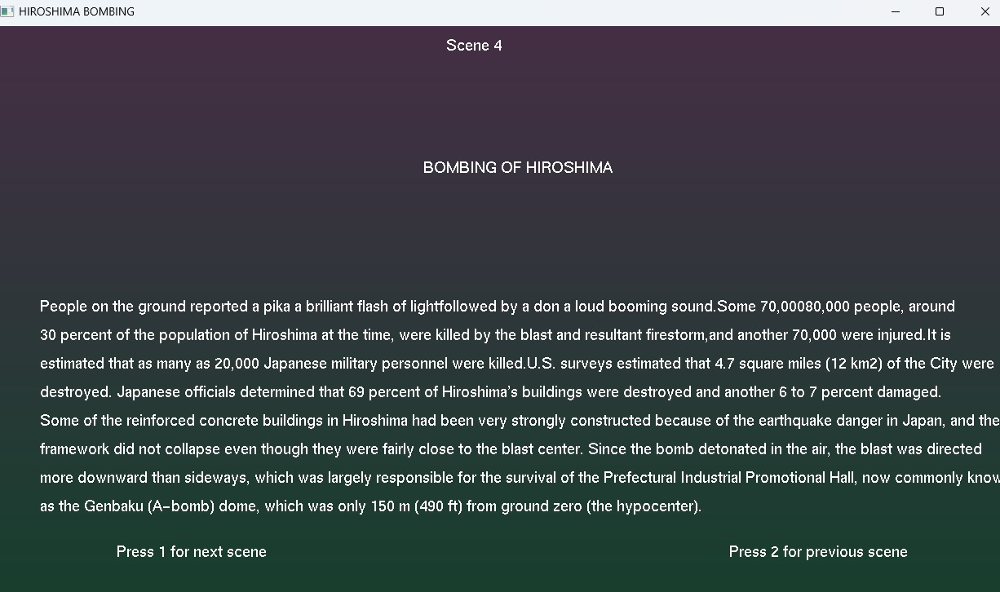 HIROSHIMA BOMBING
Scene 4
BOMBING OF HIROSHIMA
People on the ground reported a pika a brilliant flash of lightfollowed by a don a loud booming sound.Some 70,00080,000 people, around
30 percent of the population of Hiroshima at the time, were killed by the blast and resultant firestorm,and another 70,000 were injured.It is
estimated that as many as 20,000 Japanese military personnel were killed.U.S. surveys estimated that 4.7 square miles (12 km2) of the City were
destroyed. Japanese officials determined that 69 percent of Hiroshima's buildings were destroyed and another 6 to 7 percent damaged.
Some of the reinforced concrete buildings in Hiroshima had been very strongly constructed because of the earthquake danger in Japan, and the
framework did not collapse even though they were fairly close to the blast center. Since the bomb detonated in the air, the blast was directed
more downward than sideways, which was largely responsible for the survival of the Prefectural Industrial Promotional Hall, now commonly know
as the Genbaku (A-bomb) dome, which was only 150 m (490 ft) from ground zero (the hypocenter).
Press 1 for next scene
Press 2 for previous scene